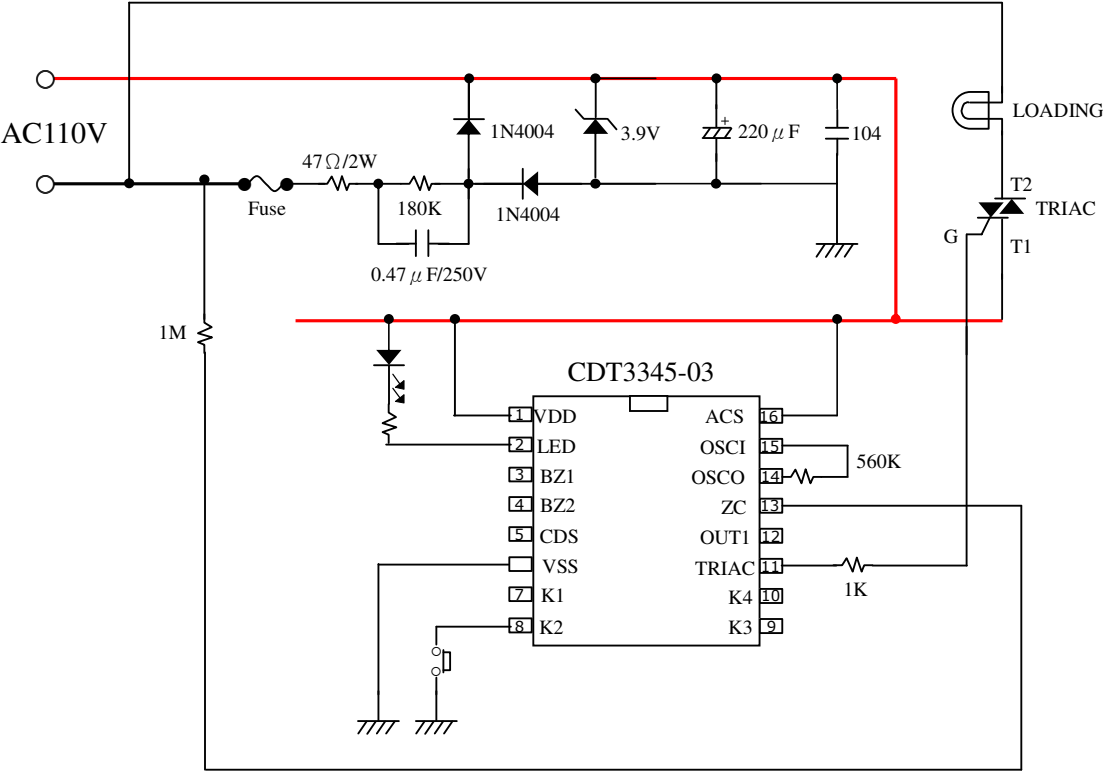 AC110V
LOADING
1N4004
3.9V
+
220μF
104
47Ω/2W
Fuse
180K
1N4004
0.47μF/250V
T2
TRIAC
G
T1
1M
CDT3345-03
1 VDD
2 LED
3 BZ1
4 BZ2
5 CDS
VSS
7 K1
8 K2
ACS 16
OSCI 15
OSCO 14
ZC 13
OUT1 12
TRIAC 11
K4 10
K3 9
560K
1K